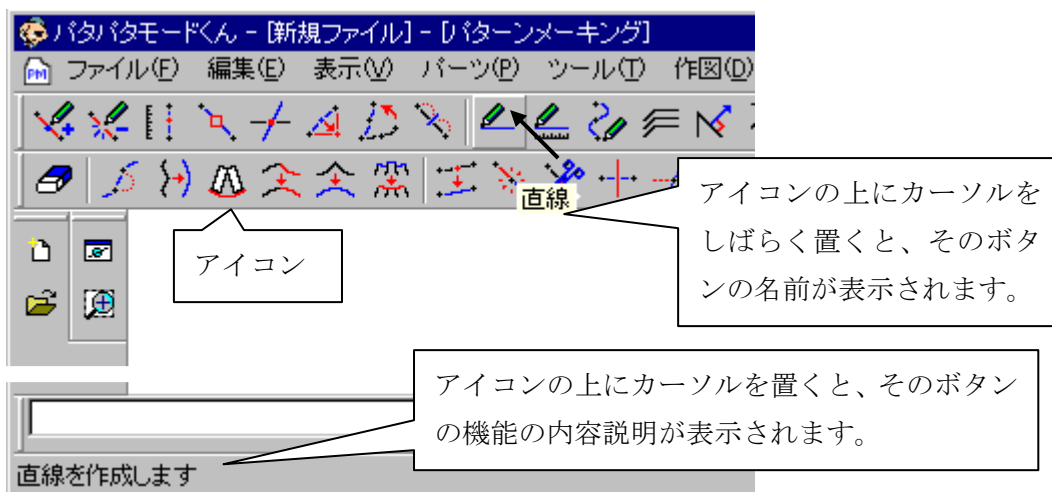 パタパタモードくん - [新規ファイル] - [パターンメーキング]
PM ファイル(F) 編集(E) 表示(V) パーツ(P) ツール(T) 作図(D)
直線
アイコンの上にカーソルを
しばらく置くと、そのボタ
ンの名前が表示されます。
アイコン
アイコンの上にカーソルを置くと、そのボタン
の機能の内容説明が表示されます。
直線を作成します